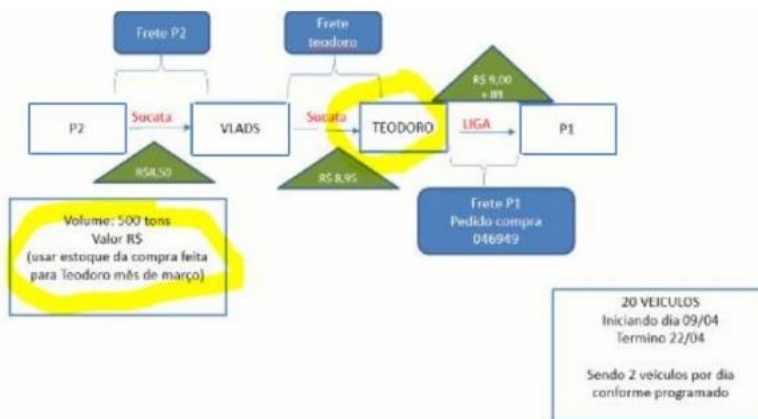 Frete P2
Frete
teodoro
R$ 9,00
+ IPI
P2
Sucata
VLADS
Sucata
TEODORO
LIGA
P1
R$8,50
R$ 8,95
Frete P1
Pedido compra
046949
Volume: 500 tons
Valor R$
(usar estoque da compra feita
para Teodoro mês de março)
20 VEICULOS
Iniciando dia 09/04
Termino 22/04
Sendo 2 veiculos por dia
conforme programado